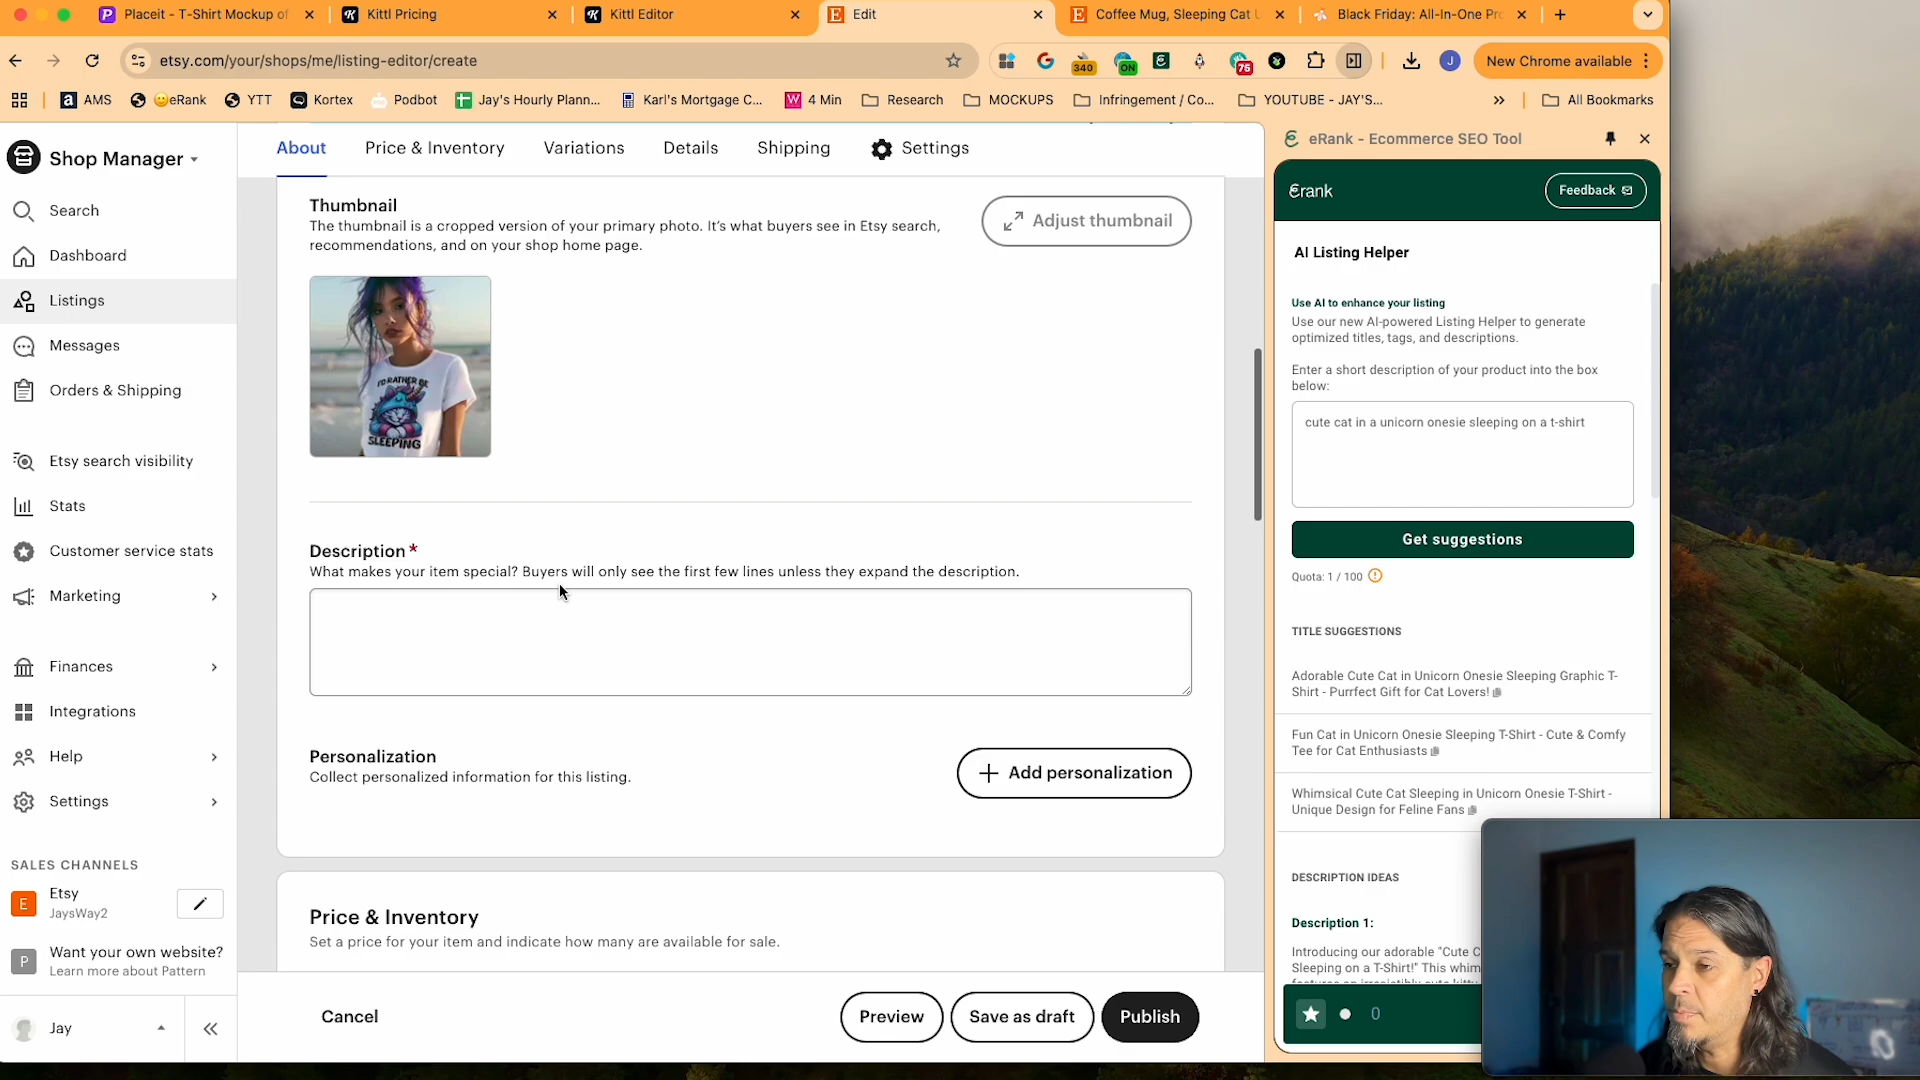 Placeit - T-Shirt Mockup of
Kittl Pricing
Kittl Editor
Edit
Coffee Mug, Sleeping Cat U
Black Friday: All-In-One Pro
etsy.com/your/shops/me/listing-editor/create
340
ON
75
J
New Chrome available
AMS
eRank
YTT
Kortex
Podbot
Jay's Hourly Plann...
Karl's Mortgage C...
4 Min
Research
MOCKUPS
Infringement / Co...
YOUTUBE - JAY'S...
All Bookmarks
Shop Manager
Search
Dashboard
Listings
Messages
Orders & Shipping
Etsy search visibility
Stats
Customer service stats
Marketing
Finances
Integrations
Help
Settings
SALES CHANNELS
E
Etsy
JaysWay2
P
Want your own website?
Learn more about Pattern
Jay
About
Price & Inventory
Variations
Details
Shipping
Settings
Thumbnail
The thumbnail is a cropped version of your primary photo. It's what buyers see in Etsy search,
recommendations, and on your shop home page.
Adjust thumbnail
I'D RATHER BE
SLEEPING
Description *
What makes your item special? Buyers will only see the first few lines unless they expand the description.
Personalization
Collect personalized information for this listing.
Add personalization
Price & Inventory
Set a price for your item and indicate how many are available for sale.
Cancel
Preview
Save as draft
Publish
eRank - Ecommerce SEO Tool
erank
Feedback
AI Listing Helper
Use AI to enhance your listing
Use our new AI-powered Listing Helper to generate
optimized titles, tags, and descriptions.
Enter a short description of your product into the box
below:
cute cat in a unicorn onesie sleeping on a t-shirt
Get suggestions
Quota: 1 / 100
TITLE SUGGESTIONS
Adorable Cute Cat in Unicorn Onesie Sleeping Graphic T-
Shirt - Purrfect Gift for Cat Lovers!
Fun Cat in Unicorn Onesie Sleeping T-Shirt - Cute & Comfy
Tee for Cat Enthusiasts
Whimsical Cute Cat Sleeping in Unicorn Onesie T-Shirt -
Unique Design for Feline Fans
DESCRIPTION IDEAS
Description 1:
Introducing our adorable "Cute C
Sleeping on a T-Shirt!" This whim
0